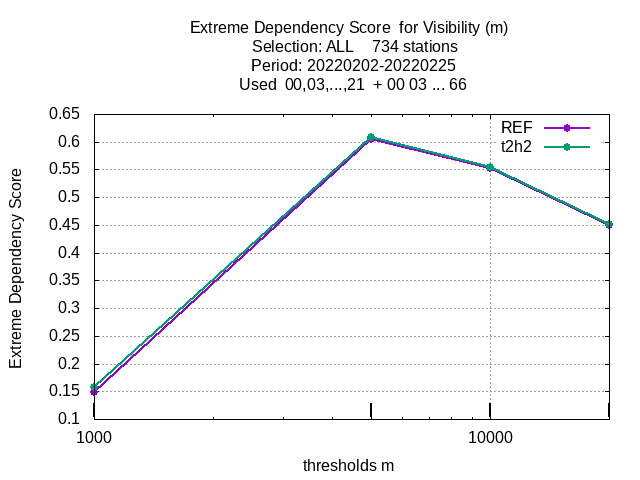 Extreme Dependency Score  for Visibility (m)
Selection: ALL    734 stations
Period: 20220202-20220225
Used  00,03,...,21  + 00 03 ... 66
REF
t2h2
Extreme Dependency Score
0.65
0.6
0.55
0.5
0.45
0.4
0.35
0.3
0.25
0.2
0.15
0.1
1000
10000
thresholds m